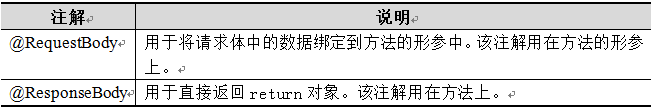 注解 说明
@RequestBody 用于将请求体中的数据绑定到方法的形参中。该注解用在方法的形参
上。
@ResponseBody 用于直接返回 return 对象。该注解用在方法上。